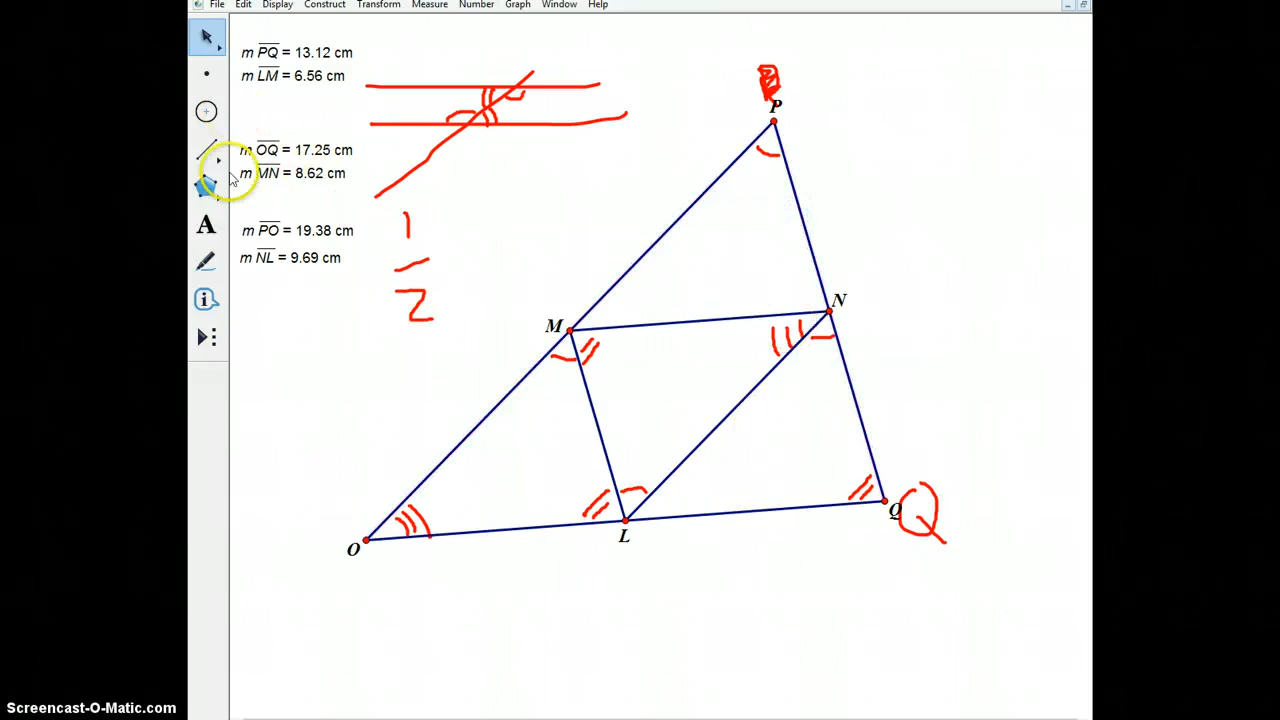 File Edit Display Construct Transform Measure Number Graph Window Help
m PQ = 13.12 cm
m LM = 6.56 cm
m OQ = 17.25 cm
m MN = 8.62 cm
m PO = 19.38 cm
m NL = 9.69 cm
1
2
A
P
N
M
Q
Q
L
O
Screencast-O-Matic.com